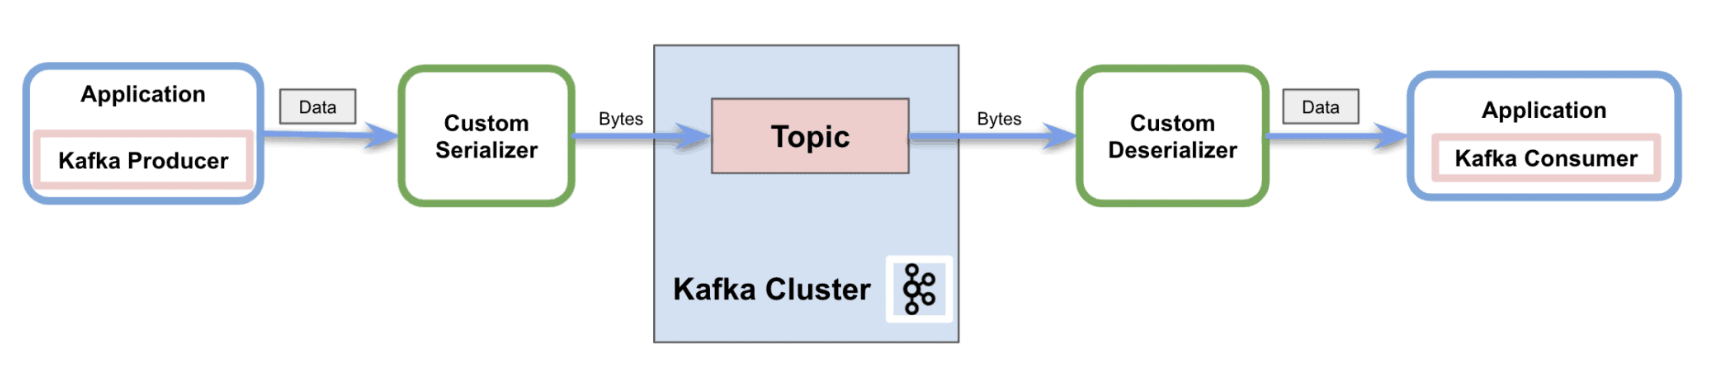 Application
Kafka Producer
Data
Custom
Serializer
Bytes
Topic
Kafka Cluster
Bytes
Custom
Deserializer
Data
Application
Kafka Consumer